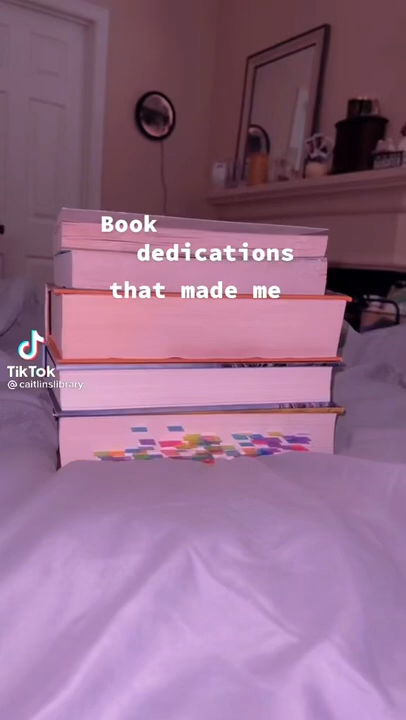 Book
dedications
that made me
TikTok
@caitlinslibrary